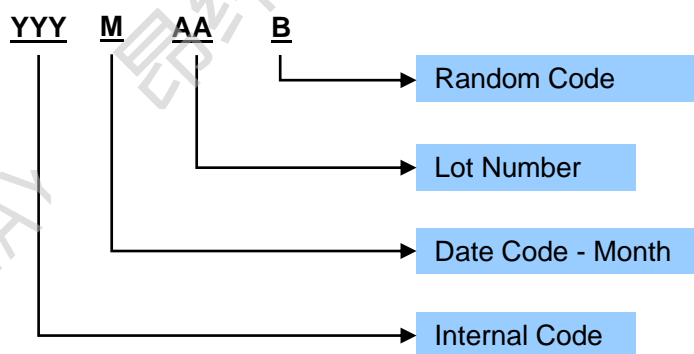 YYY M AA B
Random Code
Lot Number
Date Code - Month
Internal Code